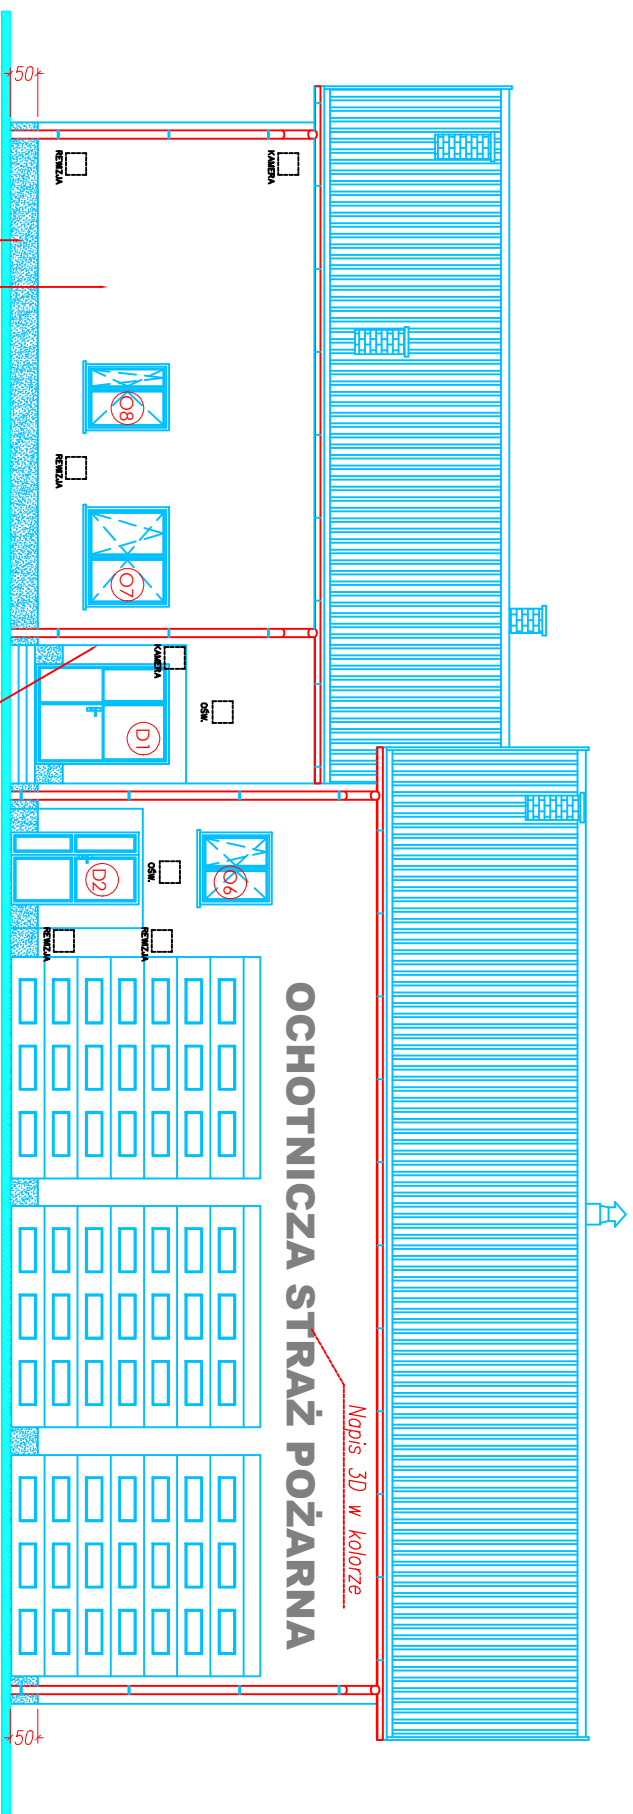 50
REWIZJA
KAMERA
O8
REWIZJA
O7
KAMERA
OŚW.
D1
D2
OŚW.
O6
REWIZJA
REWIZJA
OCHOTNICZA STRAŻ POŻARNA
Napis 3D w kolorze
50